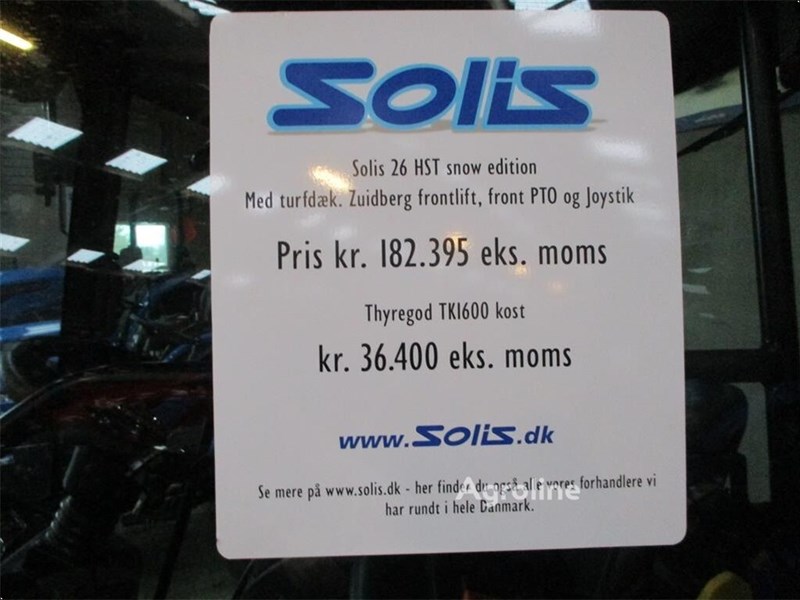 Solis
Solis 26 HST snow edition
Med turfdæk. Zuidberg frontlift, front PTO og Joystik
Pris kr. 182.395 eks. moms
Thyregod TK1600 kost
kr. 36.400 eks. moms
www.Solis.dk
Se mere på www.solis.dk - her finder du også alle vores forhandlere vi
har rundt i hele Danmark.
Agroline